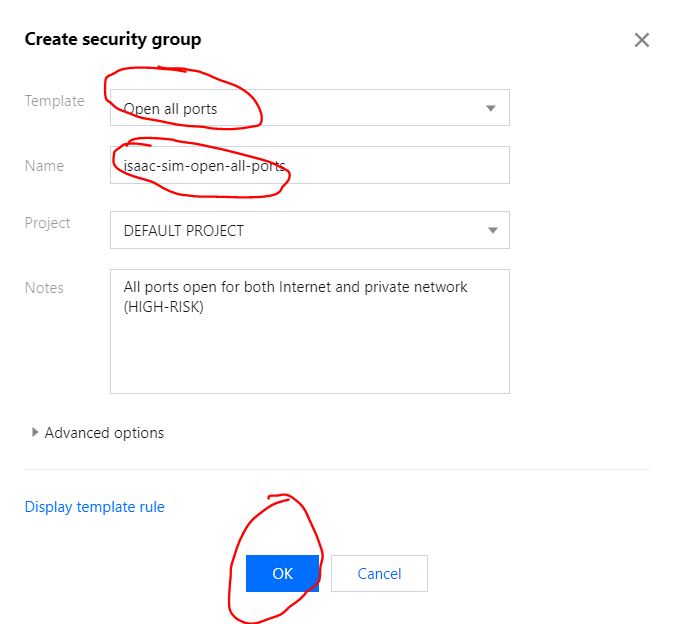 Create security group
Template
Open all ports
Name
isaac-sim-open-all-ports
Project
DEFAULT PROJECT
Notes
All ports open for both Internet and private network
(HIGH-RISK)
Advanced options
Display template rule
OK
Cancel